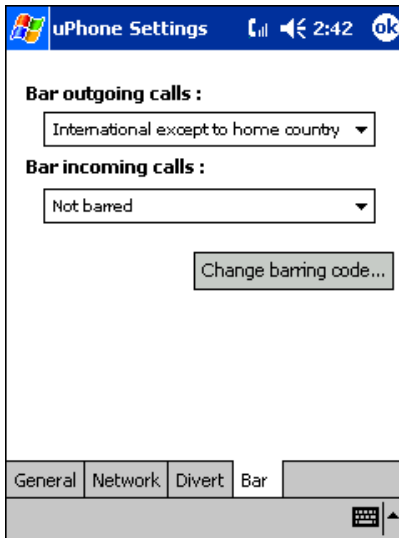 uPhone Settings 2:42 ok
Bar outgoing calls :
International except to home country
Bar incoming calls :
Not barred
Change barring code...
General Network Divert Bar